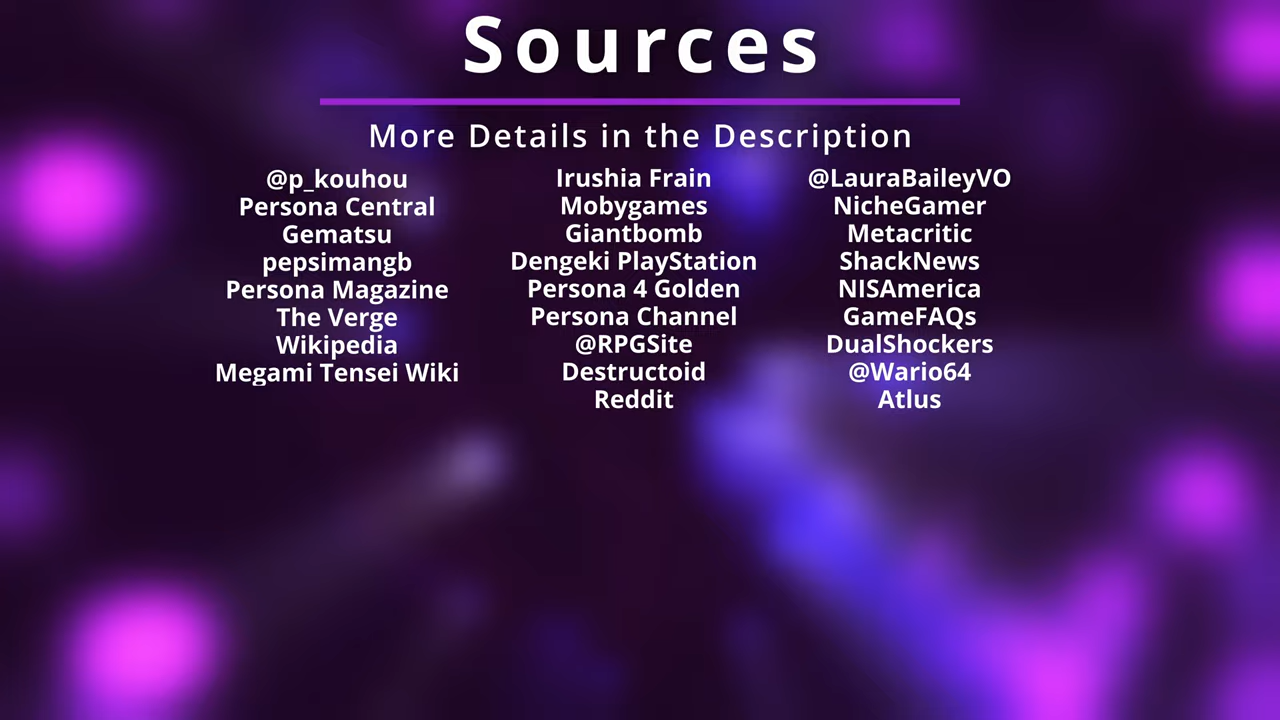 Sources
More Details in the Description
@p_kouhou
Persona Central
Gematsu
pepsimangb
Persona Magazine
The Verge
Wikipedia
Megami Tensei Wiki
Irushia Frain
Mobygames
Giantbomb
Dengeki PlayStation
Persona 4 Golden
Persona Channel
@RPGSite
Destructoid
Reddit
@LauraBaileyVO
NicheGamer
Metacritic
ShackNews
NISAmerica
GameFAQs
DualShockers
@Wario64
Atlus